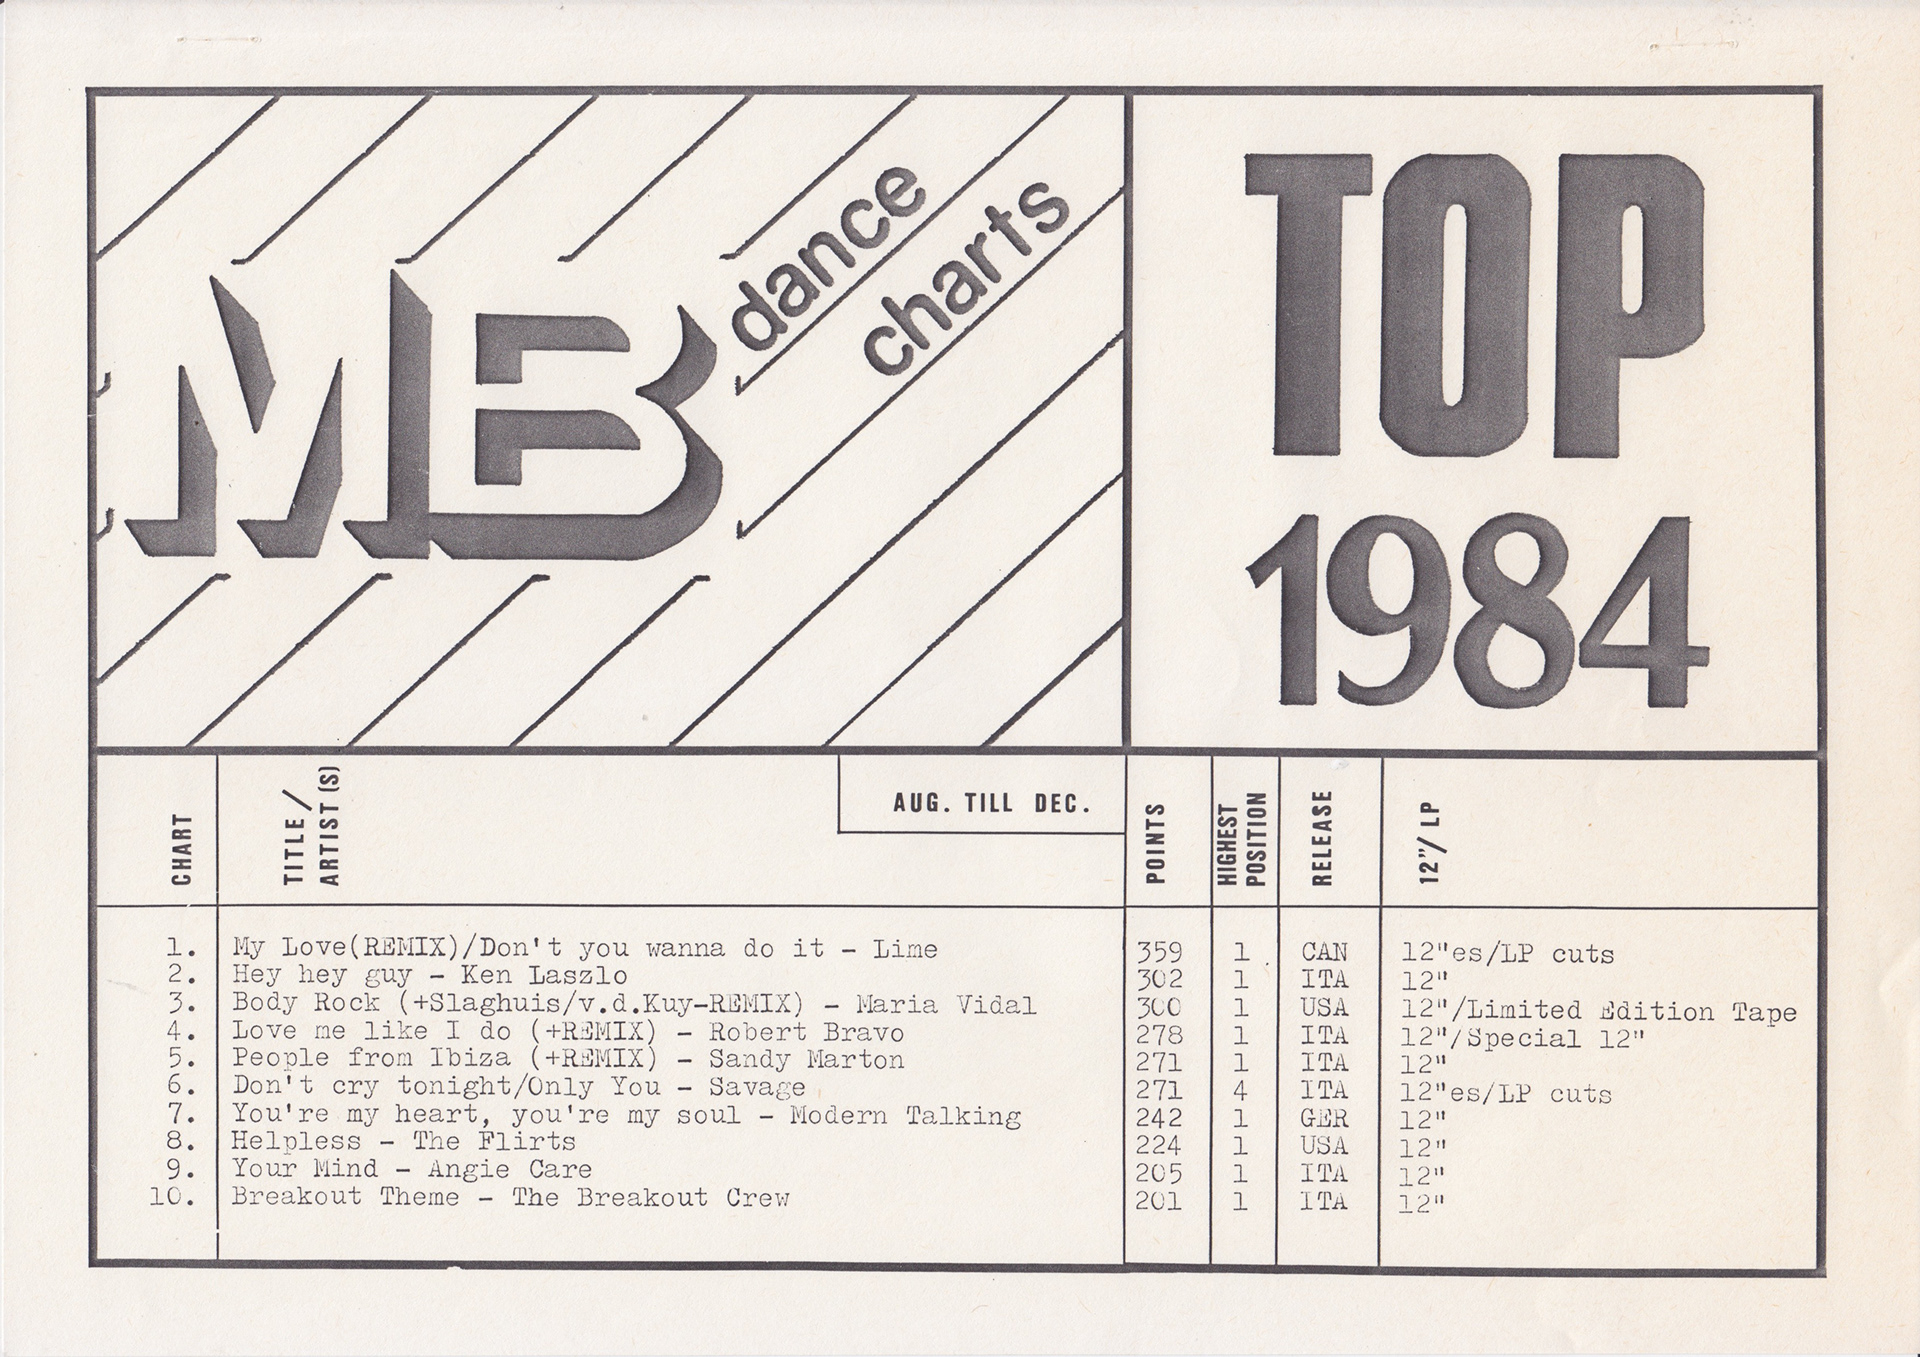 MB
dance
charts
TOP
1984
CHART
TITLE/
ARTIST(S)
AUG. TILL DEC.
POINTS
HIGHEST
POSITION
RELEASE
12"/LP
1. My Love(REMIX)/Don't you wanna do it - Lime 359 1 CAN 12"es/LP cuts
2. Hey hey guy - Ken Laszlo 302 1 ITA 12"
3. Body Rock (+Slaghuis/v.d.Kuy-REMIX) - Maria Vidal 300 1 USA 12"/Limited Edition Tape
4. Love me like I do (+REMIX) - Robert Bravo 278 1 ITA 12"/Special 12"
5. People from Ibiza (+REMIX) - Sandy Marton 271 1 ITA 12"
6. Don't cry tonight/Only You - Savage 271 4 ITA 12"es/LP cuts
7. You're my heart, you're my soul - Modern Talking 242 1 GER 12"
8. Helpless - The Flirts 224 1 USA 12"
9. Your Mind - Angie Care 205 1 ITA 12"
10. Breakout Theme - The Breakout Crew 201 1 ITA 12"